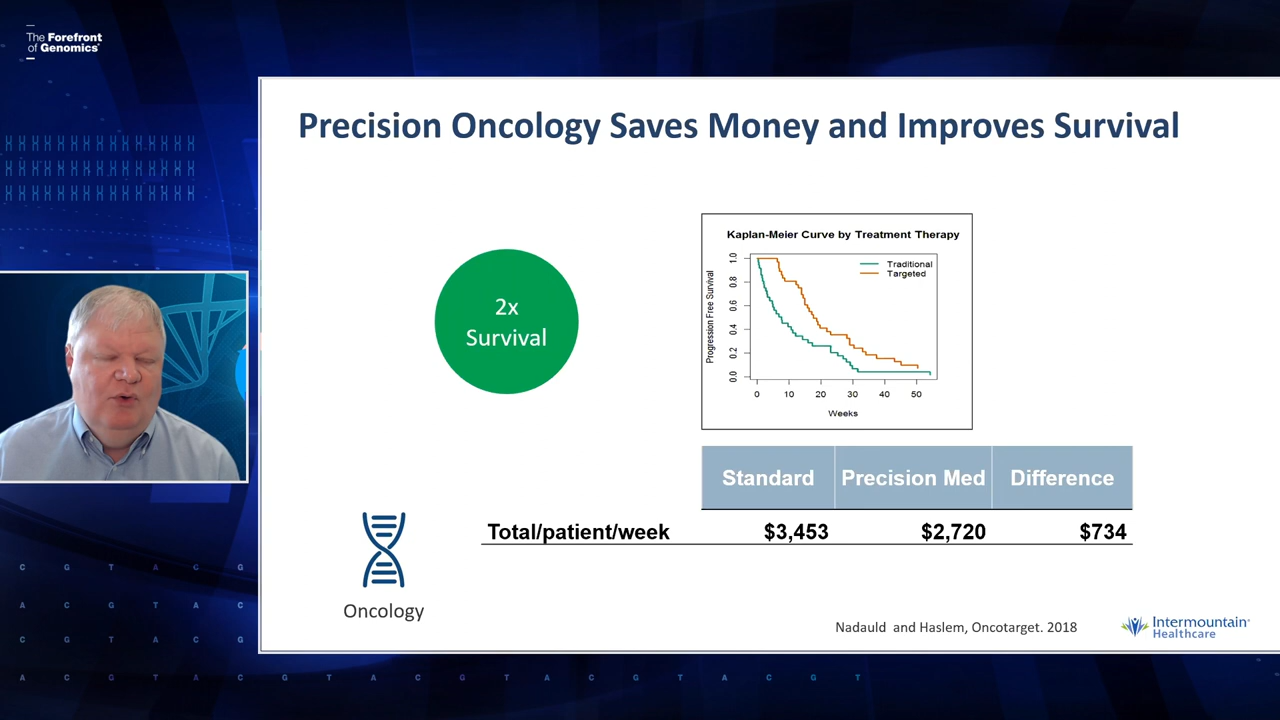 The Forefront
of Genomics®
Precision Oncology Saves Money and Improves Survival
2x
Survival
Kaplan-Meier Curve by Treatment Therapy
Traditional
Targeted
Progression Free Survival
1.0
0.8
0.6
0.4
0.2
0.0
0 10 20 30 40 50
Weeks
Standard Precision Med Difference
Total/patient/week $3,453 $2,720 $734
Oncology
Nadauld and Haslem, Oncotarget. 2018
Intermountain®
Healthcare
C G T A C G
A C G T A C
C G T A C G
A C G T A C G T A C G T A C G T A C G T